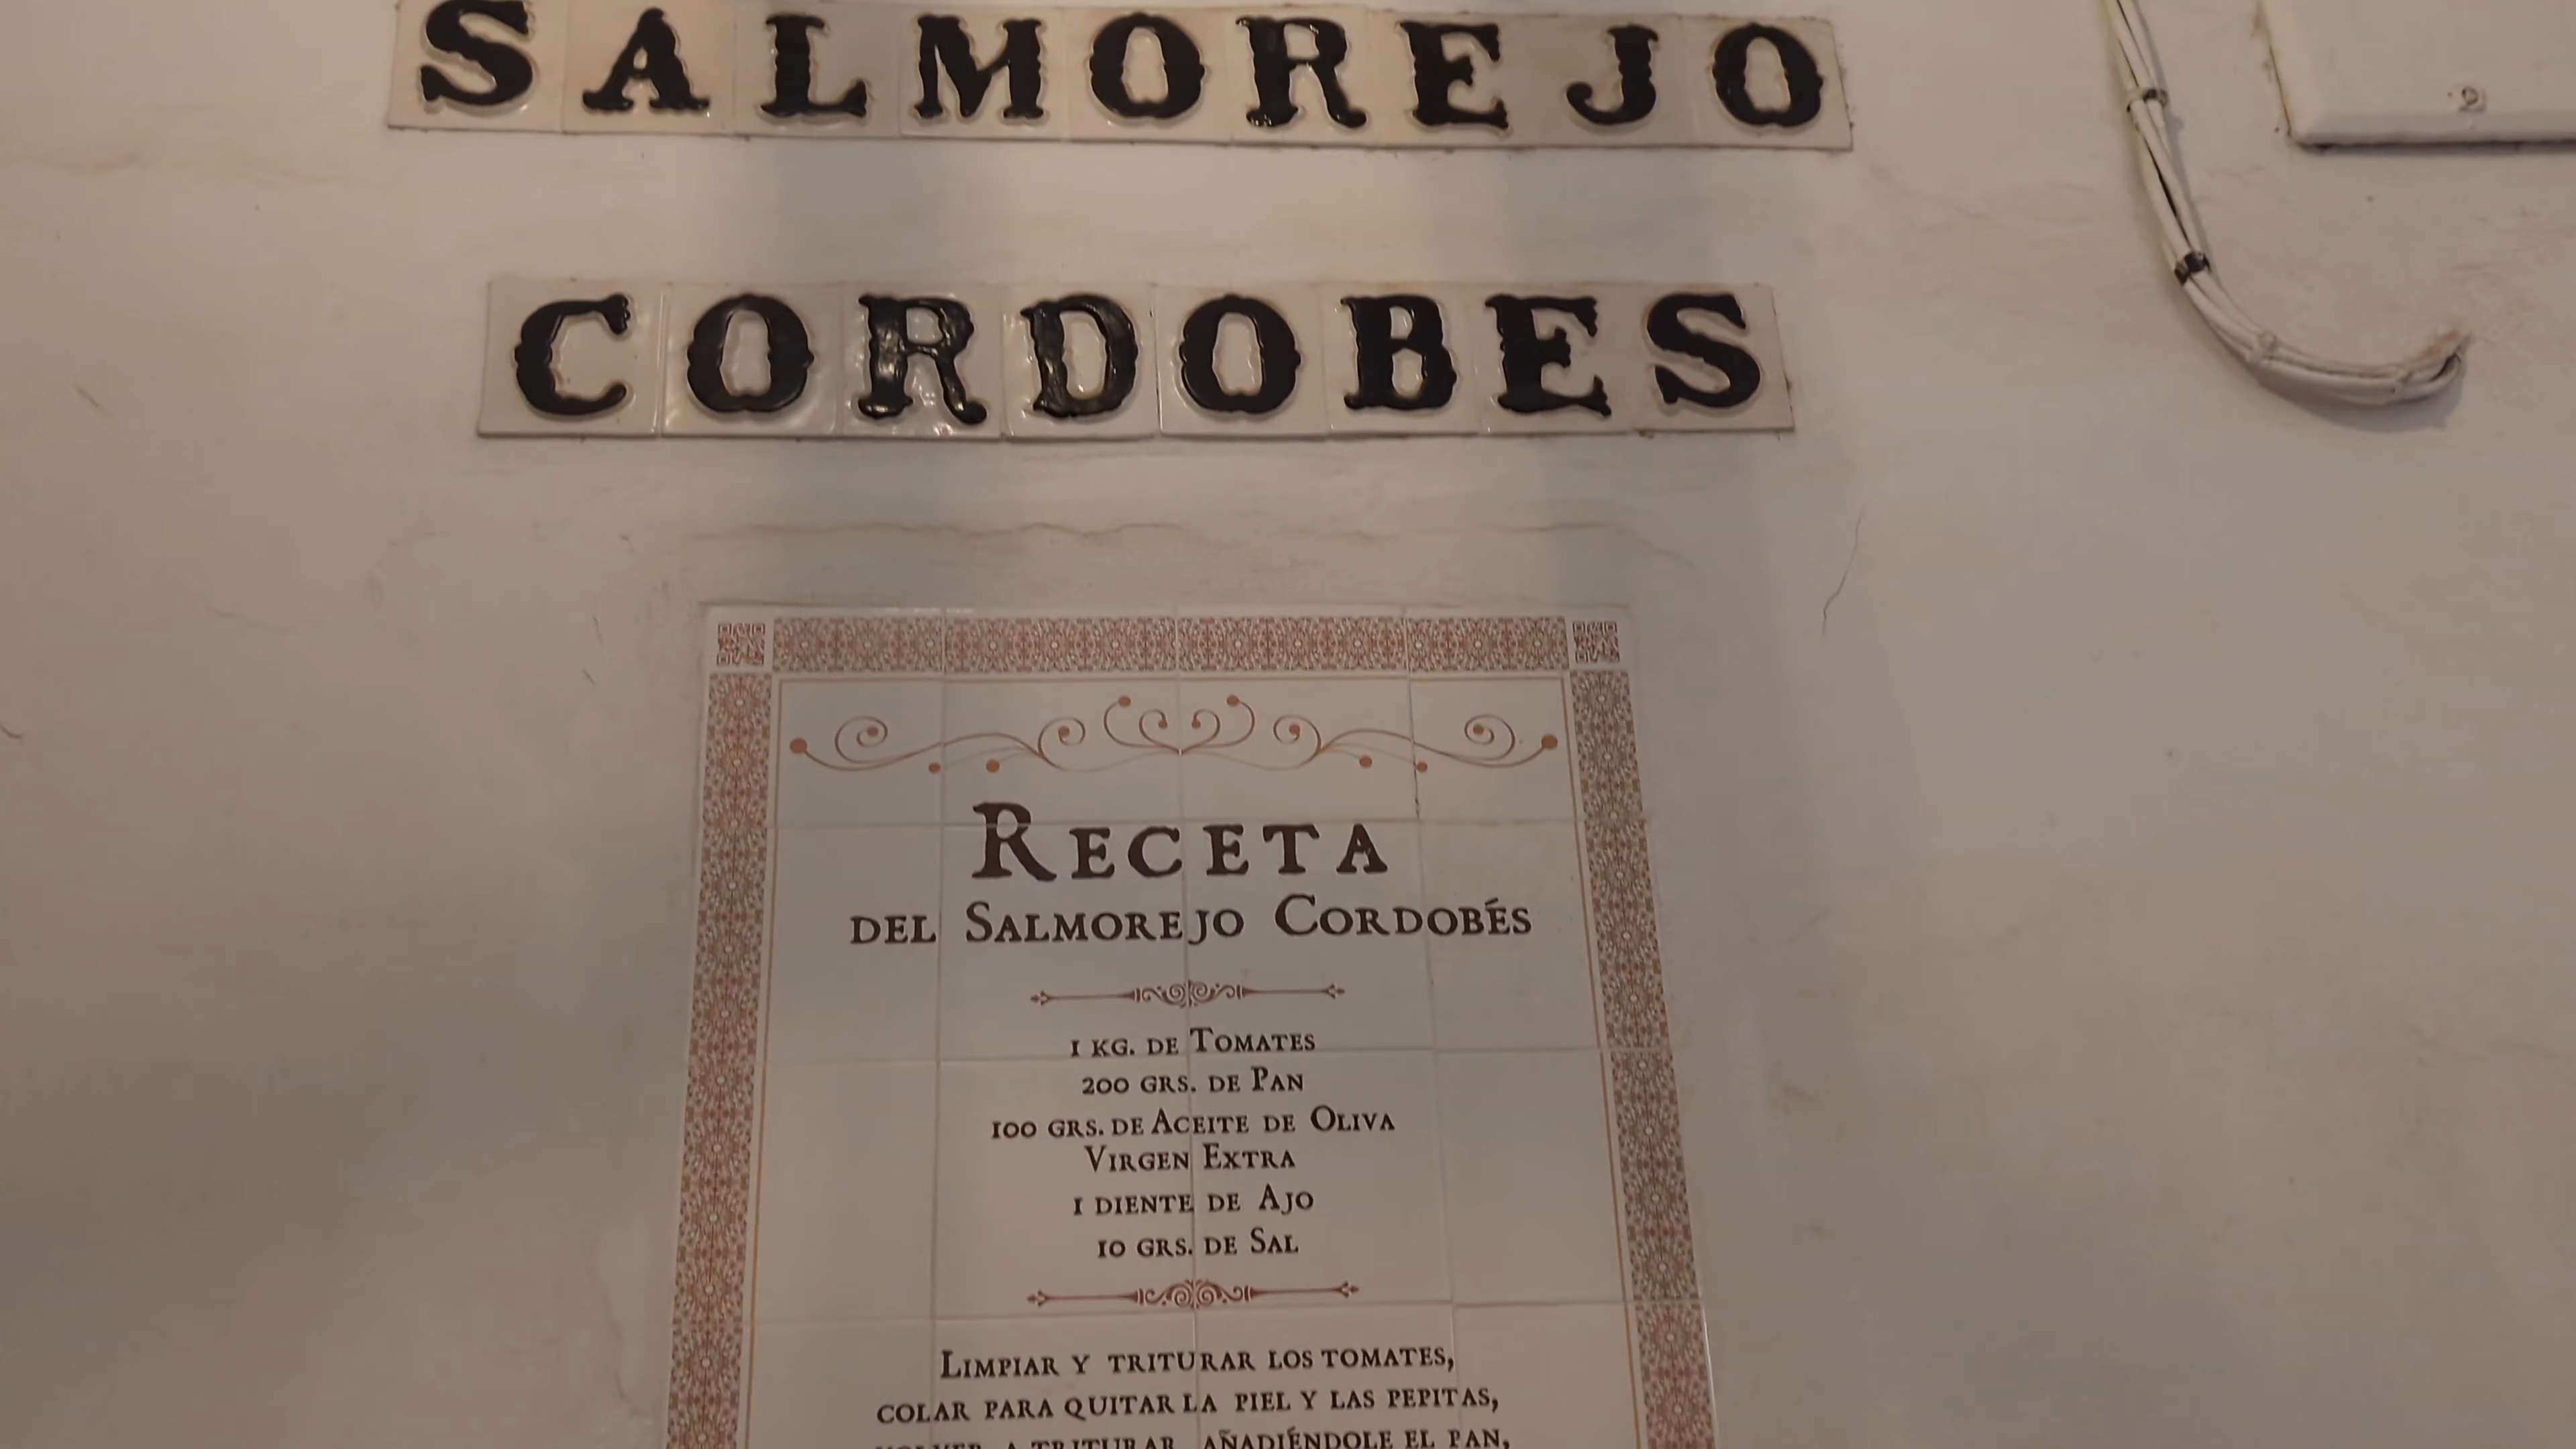 SALMOREJO
CORDOBES
RECETA
DEL SALMOREJO CORDOBÉS
1 KG. DE TOMATES
200 GRS. DE PAN
100 GRS. DE ACEITE DE OLIVA
VIRGEN EXTRA
1 DIENTE DE AJO
10 GRS. DE SAL
LIMPIAR Y TRITURAR LOS TOMATES,
COLAR PARA QUITAR LA PIEL Y LAS PEPITAS,
VOLVER A TRITURAR AÑADIÉNDOLE EL PAN,